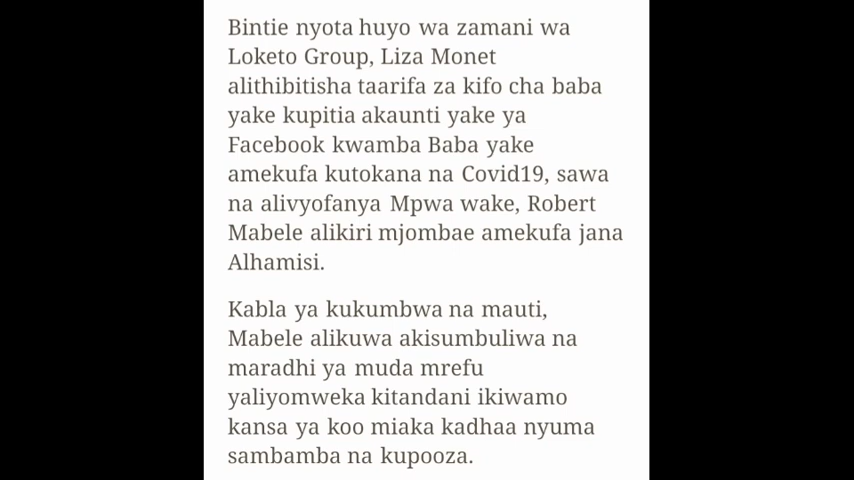 Bintie nyota huyo wa zamani wa
Loketo Group, Liza Monet
alithibitisha taarifa za kifo cha baba
yake kupitia akaunti yake ya
Facebook kwamba Baba yake
amekufa kutokana na Covid19, sawa
na alivyofanya Mpwa wake, Robert
Mabele alikiri mjombae amekufa jana
Alhamisi.
Kabla ya kukumbwa na mauti,
Mabele alikuwa akisumbuliwa na
maradhi ya muda mrefu
yaliyomweka kitandani ikiwamo
kansa ya koo miaka kadhaa nyuma
sambamba na kupooza.